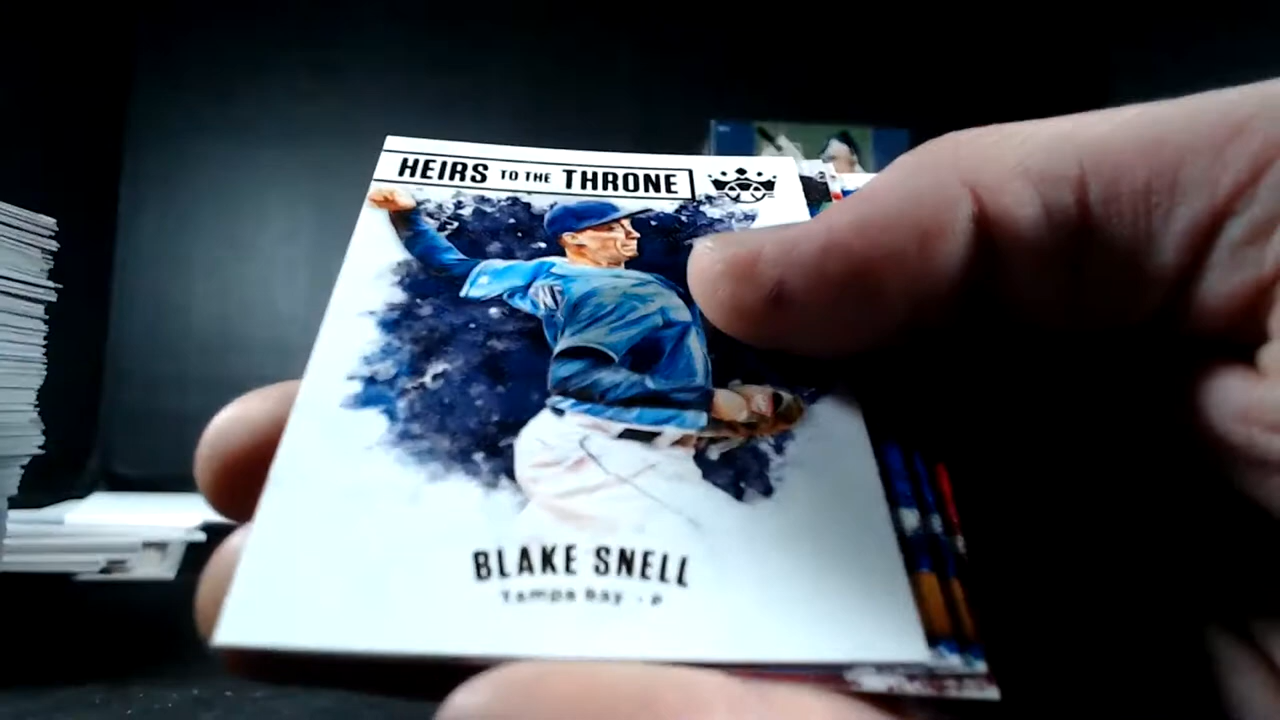 HEIRS TO THE THRONE
BLAKE SNELL
Tampa Bay - P